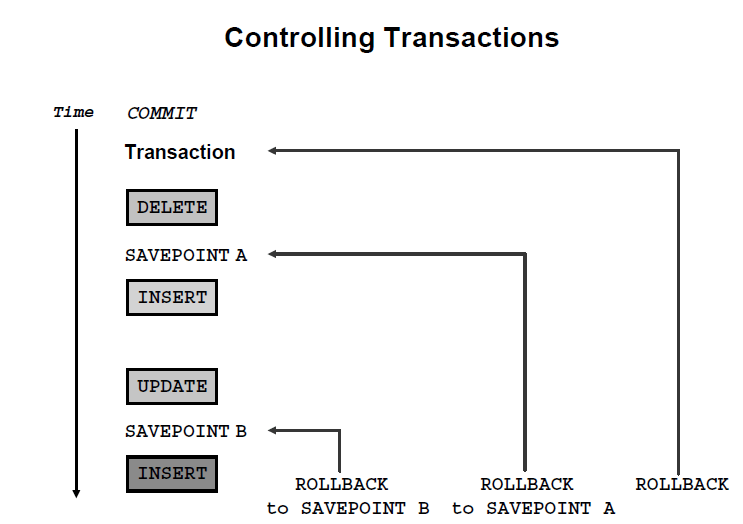 Controlling Transactions
Time
COMMIT
Transaction
DELETE
SAVEPOINT A
INSERT
UPDATE
SAVEPOINT B
INSERT
ROLLBACK
to SAVEPOINT B
ROLLBACK
to SAVEPOINT A
ROLLBACK